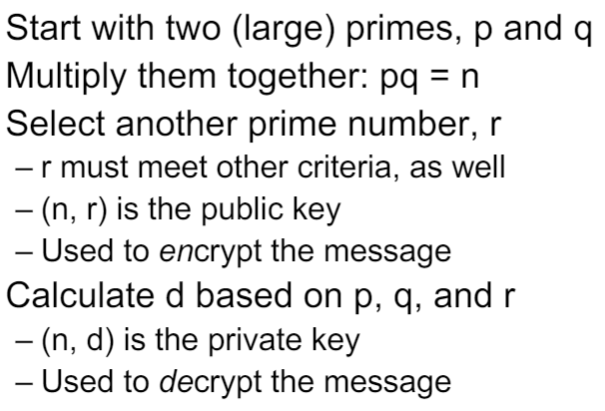 Start with two (large) primes, p and q
Multiply them together: pq = n
Select another prime number, r
– r must meet other criteria, as well
– (n, r) is the public key
– Used to encrypt the message
Calculate d based on p, q, and r
– (n, d) is the private key
– Used to decrypt the message